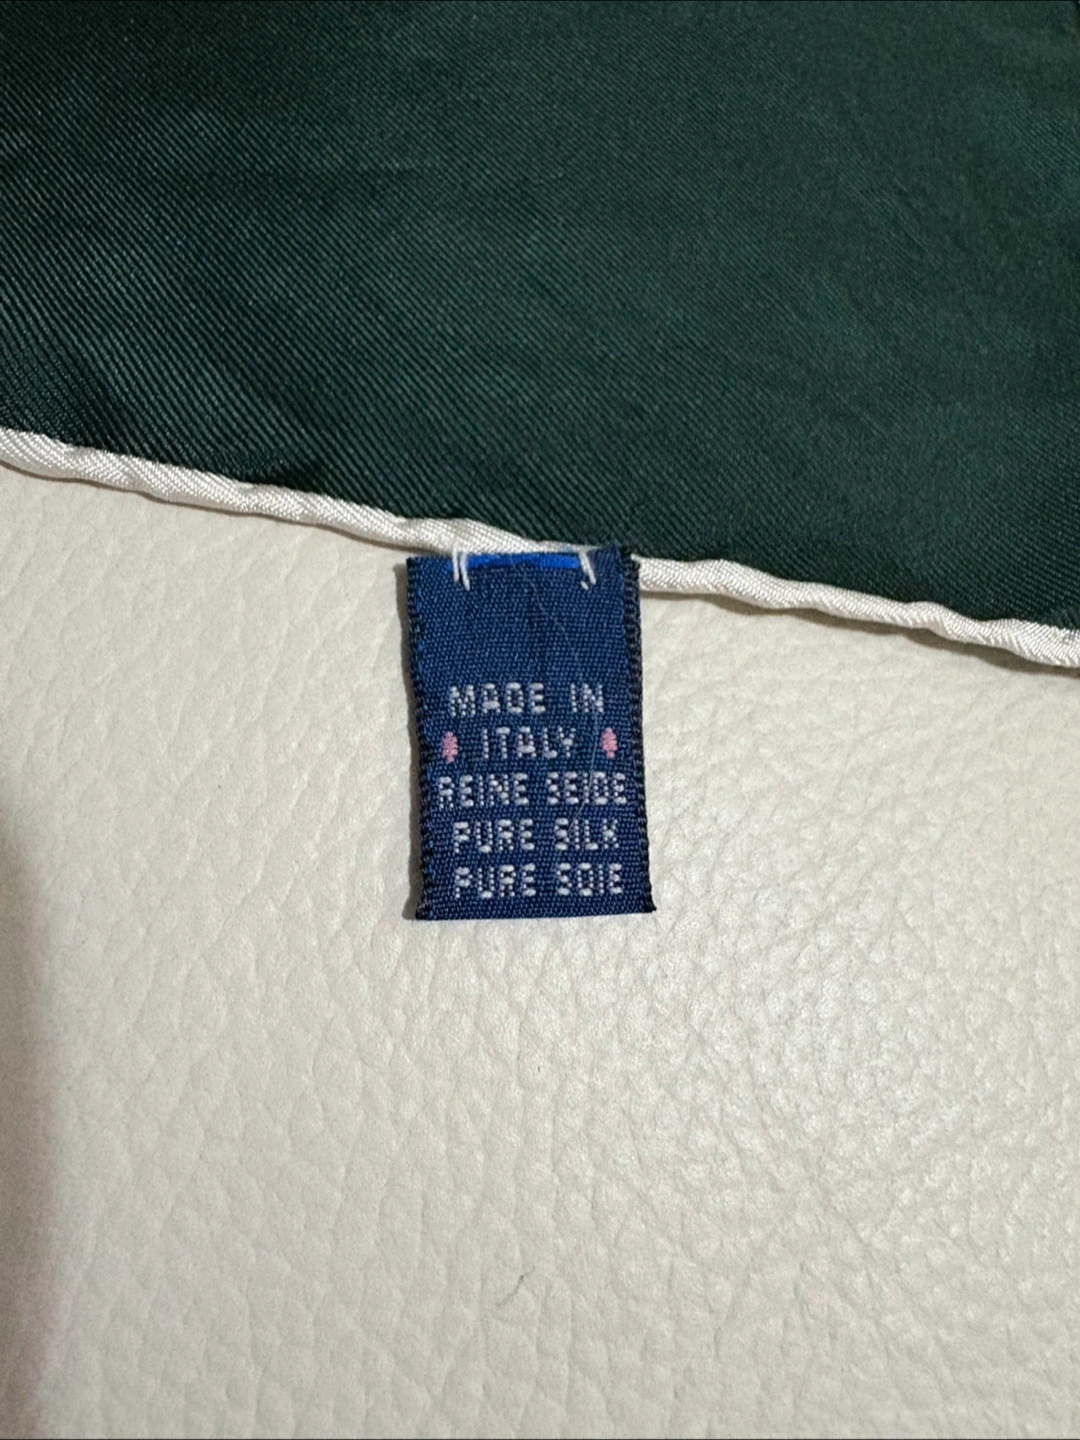 MADE IN
ITALY
REINE SEIDE
PURE SILK
PURE SOIE